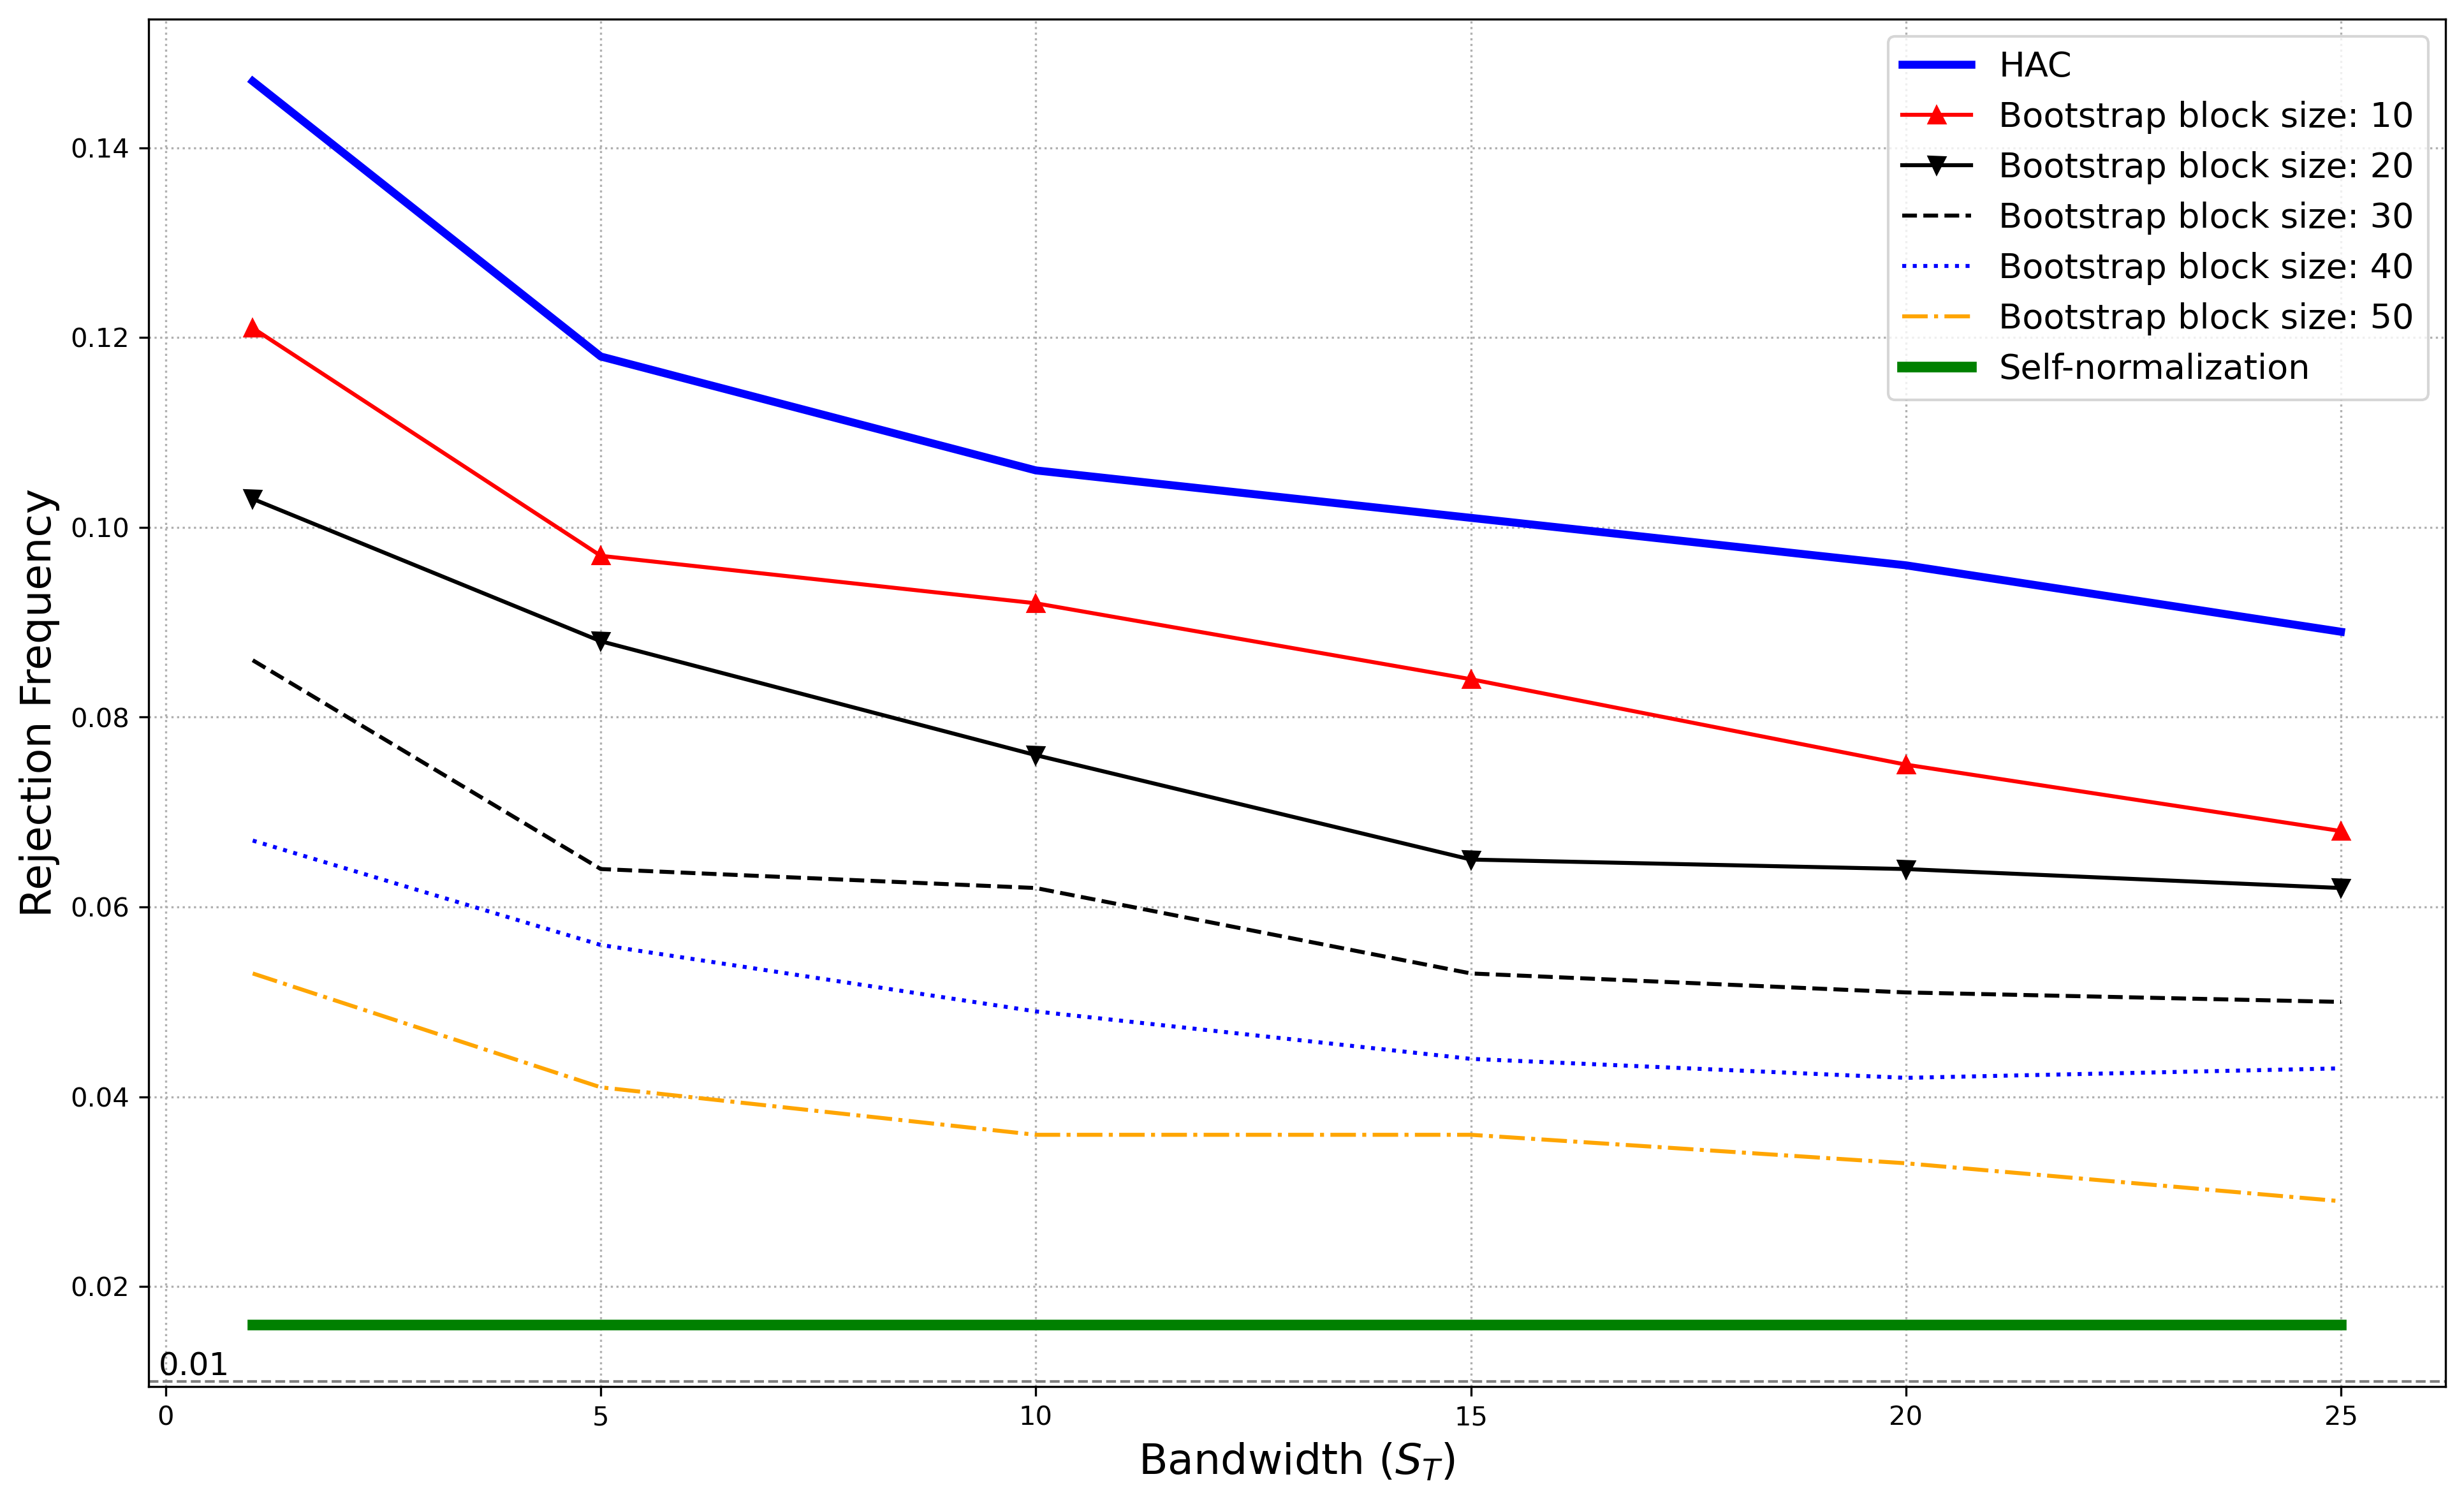 HAC
Bootstrap block size: 10
Bootstrap block size: 20
Bootstrap block size: 30
Bootstrap block size: 40
Bootstrap block size: 50
Self-normalization
Rejection Frequency
0.14
0.12
0.10
0.08
0.06
0.04
0.02
0.01
0
5
10
15
20
25
Bandwidth (S_T)